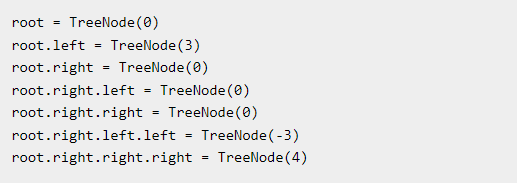 root = TreeNode(0)
root.left = TreeNode(3)
root.right = TreeNode(0)
root.right.left = TreeNode(0)
root.right.right = TreeNode(0)
root.right.left.left = TreeNode(-3)
root.right.right.right = TreeNode(4)